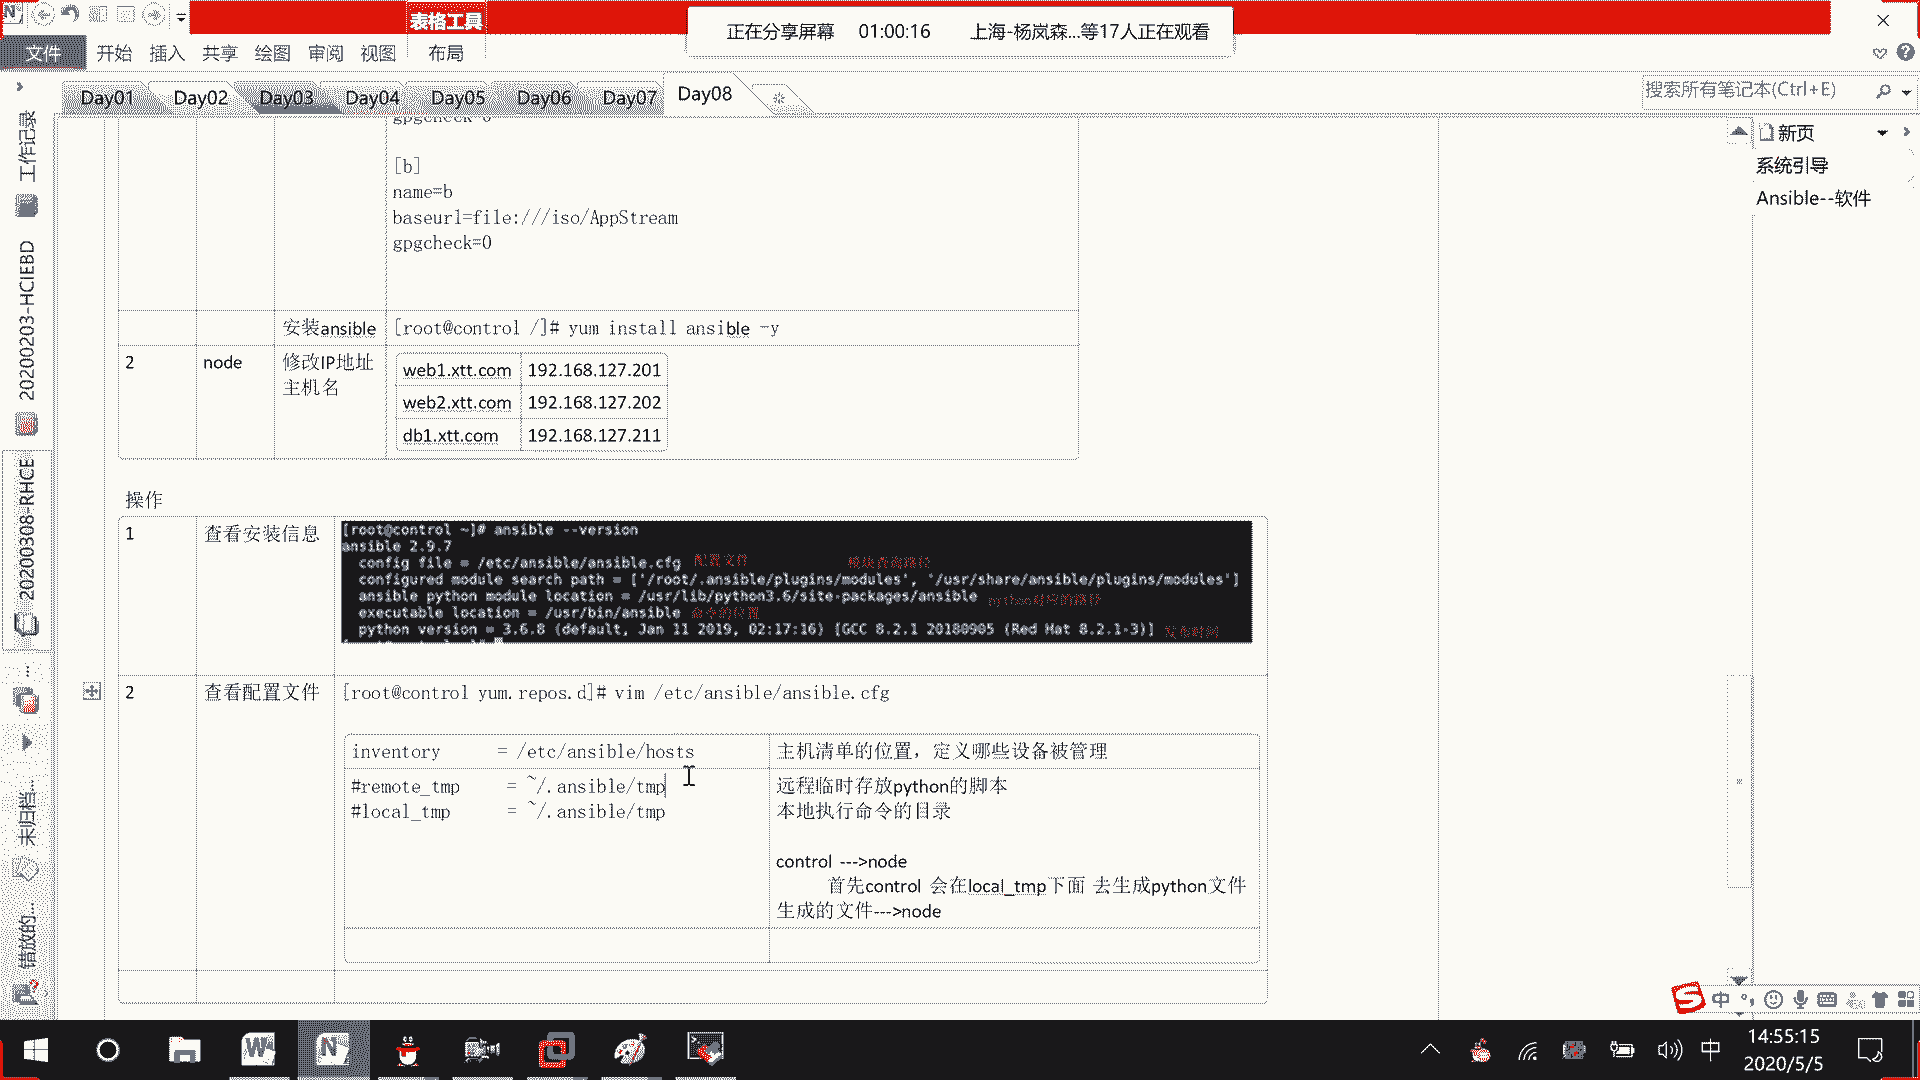 表格工具
正在分享屏幕 01:00:16 上海-杨岚森...等17人正在观看
文件 开始 插入 共享 绘图 审阅 视图 布局
Day01 Day02 Day03 Day04 Day05 Day06 Day07 Day08
搜索所有笔记本(Ctrl+E)
工作记录
20200203-HCIEBD
20200308-RHCE
未归档...
错放的...
新页
系统引导
Ansible--软件
gpgcheck=0
[b]
name=b
baseurl=file:///iso/AppStream
gpgcheck=0
安装ansible [root@control /]# yum install ansible -y
2 node 修改IP地址
主机名
web1.xtt.com 192.168.127.201
web2.xtt.com 192.168.127.202
db1.xtt.com 192.168.127.211
操作
1 查看安装信息
[root@control ~]# ansible --version
ansible 2.9.7
config file = /etc/ansible/ansible.cfg 配置文件 模块查询路径
configured module search path = ['/root/.ansible/plugins/modules', '/usr/share/ansible/plugins/modules']
ansible python module location = /usr/lib/python3.6/site-packages/ansible python对应的路径
executable location = /usr/bin/ansible 命令的位置
python version = 3.6.8 (default, Jan 11 2019, 02:17:16) [GCC 8.2.1 20180905 (Red Hat 8.2.1-3)] 发布时间
2 查看配置文件 [root@control yum.repos.d]# vim /etc/ansible/ansible.cfg
inventory = /etc/ansible/hosts 主机清单的位置，定义哪些设备被管理
#remote_tmp = ~/.ansible/tmp 远程临时存放python的脚本
#local_tmp = ~/.ansible/tmp 本地执行命令的目录
control --->node
首先control 会在local_tmp下面 去生成python文件
生成的文件--->node
中
中 14:55:15
2020/5/5